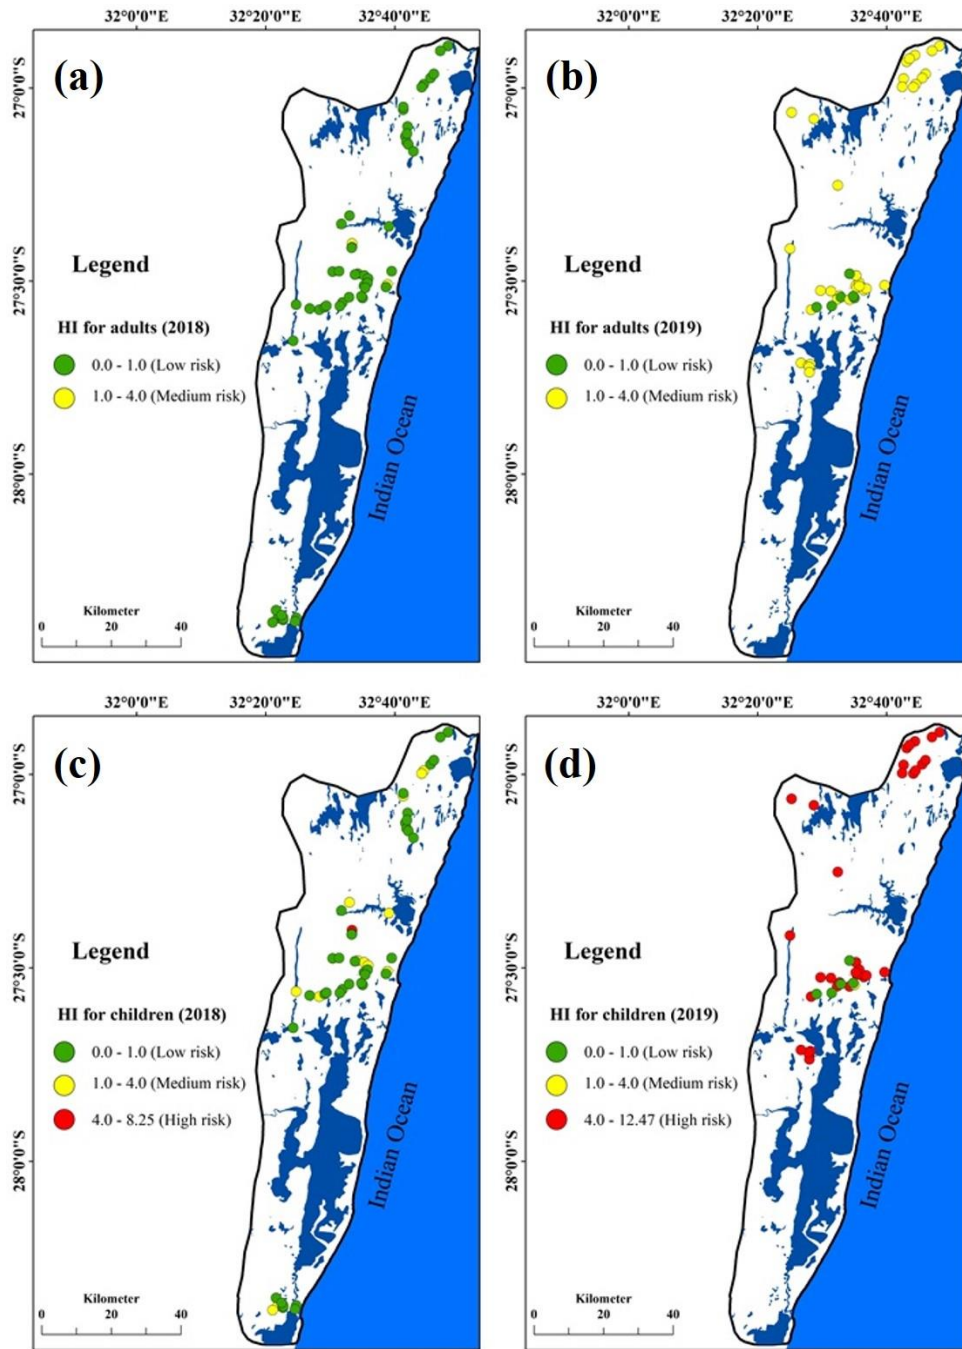 32°0'0"E 32°20'0"E 32°40'0"E 32°0'0"E 32°20'0"E 32°40'0"E
(a) (b)
27°0'0"S 27°0'0"S
Legend Legend
27°30'0"S 27°30'0"S
HI for adults (2018) HI for adults (2019)
0.0 - 1.0 (Low risk) 0.0 - 1.0 (Low risk)
1.0 - 4.0 (Medium risk) 1.0 - 4.0 (Medium risk)
Indian Ocean Indian Ocean
28°0'0"S 28°0'0"S
Kilometer Kilometer
0 20 40 0 20 40
32°0'0"E 32°20'0"E 32°40'0"E 32°0'0"E 32°20'0"E 32°40'0"E
(c) (d)
27°0'0"S 27°0'0"S
Legend Legend
27°30'0"S 27°30'0"S
HI for children (2018) HI for children (2019)
0.0 - 1.0 (Low risk) 0.0 - 1.0 (Low risk)
1.0 - 4.0 (Medium risk) 1.0 - 4.0 (Medium risk)
4.0 - 8.25 (High risk) 4.0 - 12.47 (High risk)
Indian Ocean Indian Ocean
28°0'0"S 28°0'0"S
Kilometer Kilometer
0 20 40 0 20 40